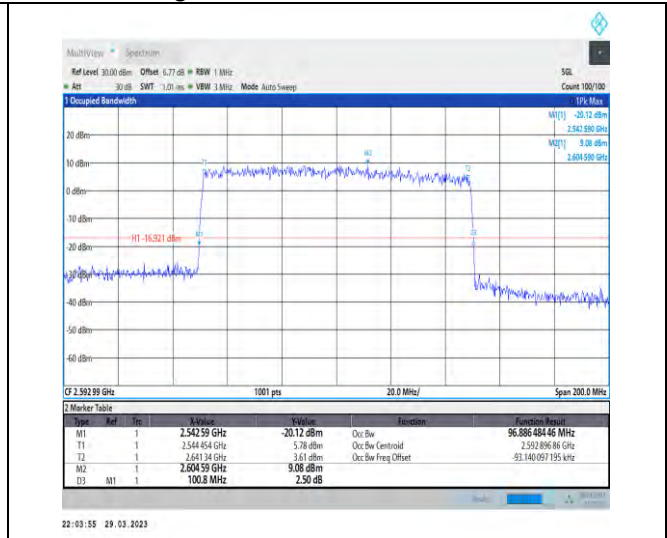 MultiView Spectrum
Ref Level 30.00 dBm Offset 6.77 dB RBW 1 MHz SGL
Att 30 dB SWT 1.01 ms VBW 3 MHz Mode Auto Sweep Count 100/100
1 Occupied Bandwidth 1Pk Max
M1[1] -20.12 dBm
2.542 590 GHz
M2[1] 9.08 dBm
2.604 590 GHz
20 dBm
M2
T1 T2
10 dBm
0 dBm
-10 dBm
H1 -16.921 dBm M1 D3
-20 dBm
-30 dBm
-40 dBm
-50 dBm
-60 dBm
CF 2.592 99 GHz 1001 pts 20.0 MHz/ Span 200.0 MHz
2 Marker Table
Type Ref Trc X-Value Y-Value Function Function Result
M1 1 2.542 59 GHz -20.12 dBm Occ Bw 96.886 484 46 MHz
T1 1 2.544 454 GHz 5.78 dBm Occ Bw Centroid 2.592 896 86 GHz
T2 1 2.641 34 GHz 3.61 dBm Occ Bw Freq Offset -93.140 097 195 kHz
M2 1 2.604 59 GHz 9.08 dBm
D3 M1 1 100.8 MHz 2.50 dB
22:03:55 29.03.2023